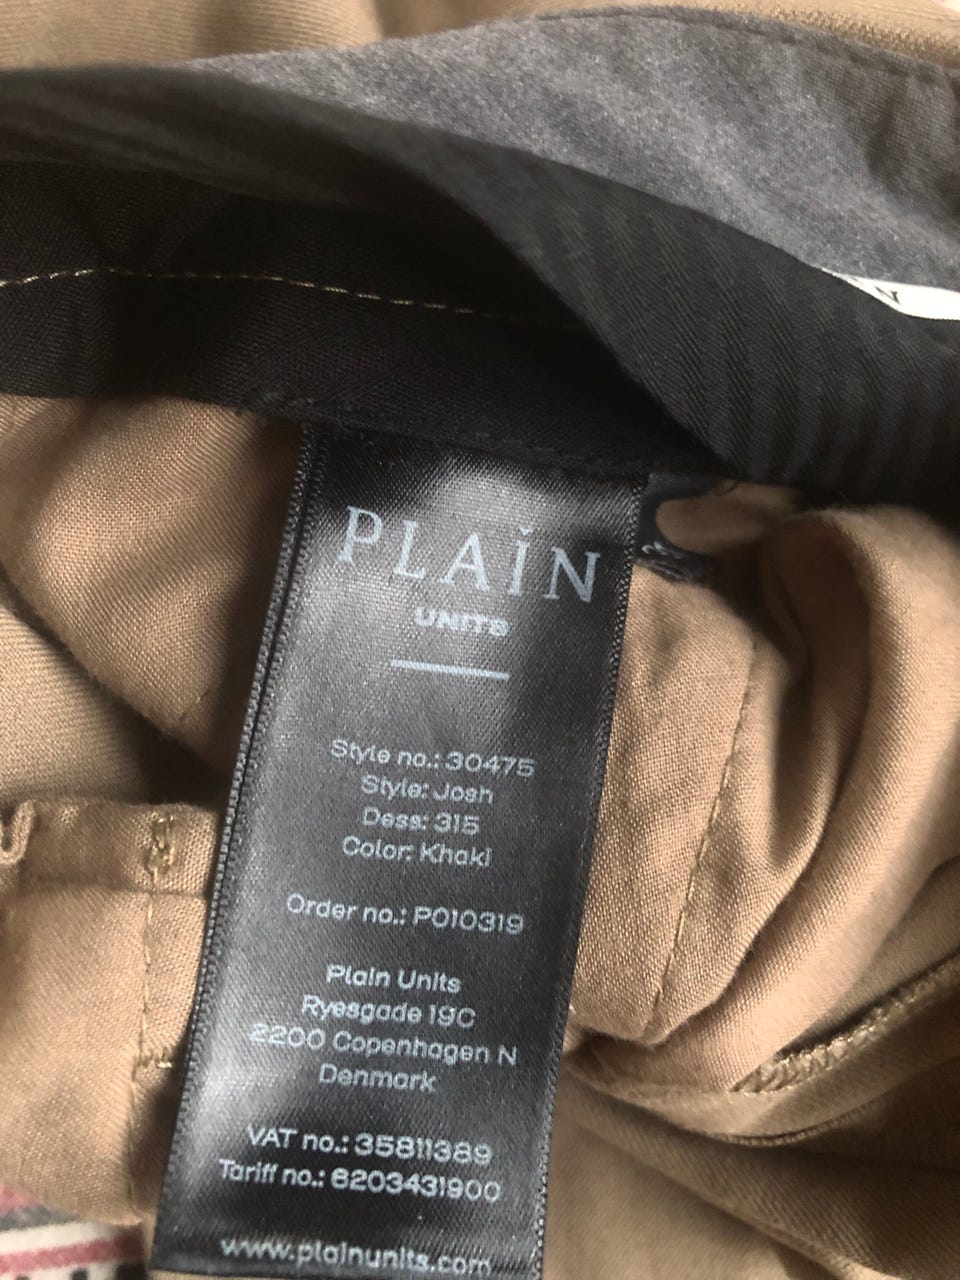 PLAİN
UNITS
Style no.: 30475
Style: Josh
Dess: 315
Color: Khaki
Order no.: P010319
Plain Units
Ryesgade 19C
2200 Copenhagen N
Denmark
VAT no.: 35811389
Tariff no.: 6203431900
www.plainunits.com